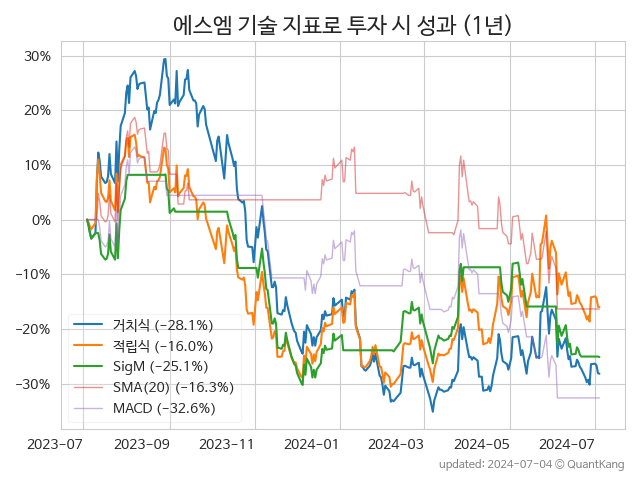 에스엠 기술 지표로 투자 시 성과 (1년)
30%
20%
10%
0%
−10%
−20%
−30%
거치식 (−28.1%)
적립식 (−16.0%)
SigM (−25.1%)
SMA(20) (−16.3%)
MACD (−32.6%)
2023-07 2023-09 2023-11 2024-01 2024-03 2024-05 2024-07
updated: 2024-07-04 © QuantKang